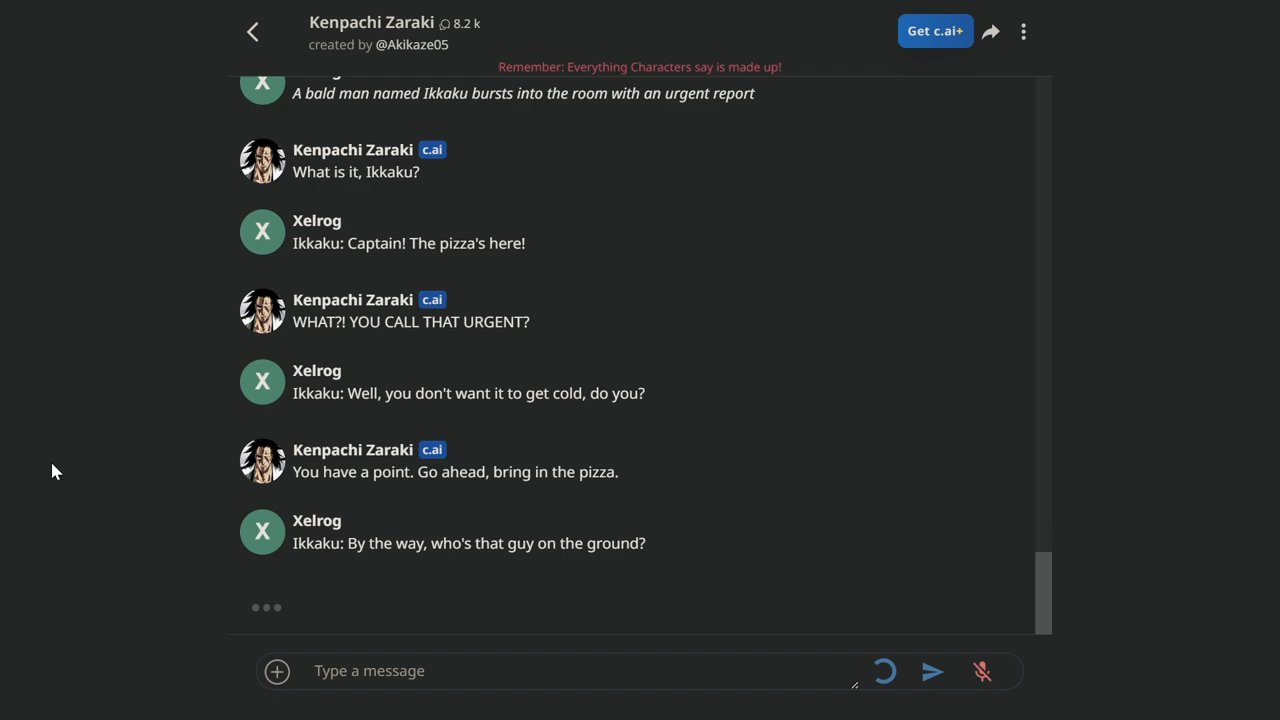 Kenpachi Zaraki 8.2 k
created by @Akikaze05
Get c.ai+
Remember: Everything Characters say is made up!
X
A bald man named Ikkaku bursts into the room with an urgent report
Kenpachi Zaraki c.ai
What is it, Ikkaku?
X
Xelrog
Ikkaku: Captain! The pizza's here!
Kenpachi Zaraki c.ai
WHAT?! YOU CALL THAT URGENT?
X
Xelrog
Ikkaku: Well, you don't want it to get cold, do you?
Kenpachi Zaraki c.ai
You have a point. Go ahead, bring in the pizza.
X
Xelrog
Ikkaku: By the way, who's that guy on the ground?
Type a message